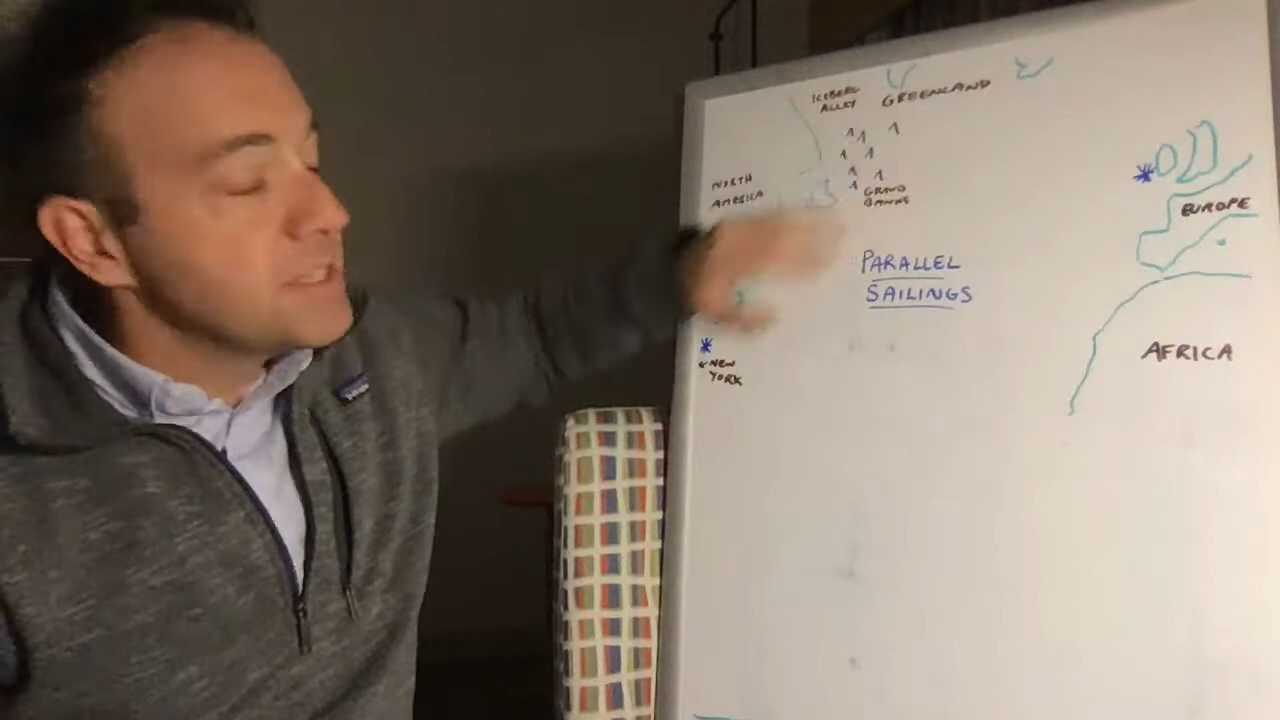 ICEBERG
ALLEY
GREENLAND
NORTH
AMERICA
GRAND
BANKS
EUROPE
PARALLEL
SAILINGS
NEW
YORK
AFRICA